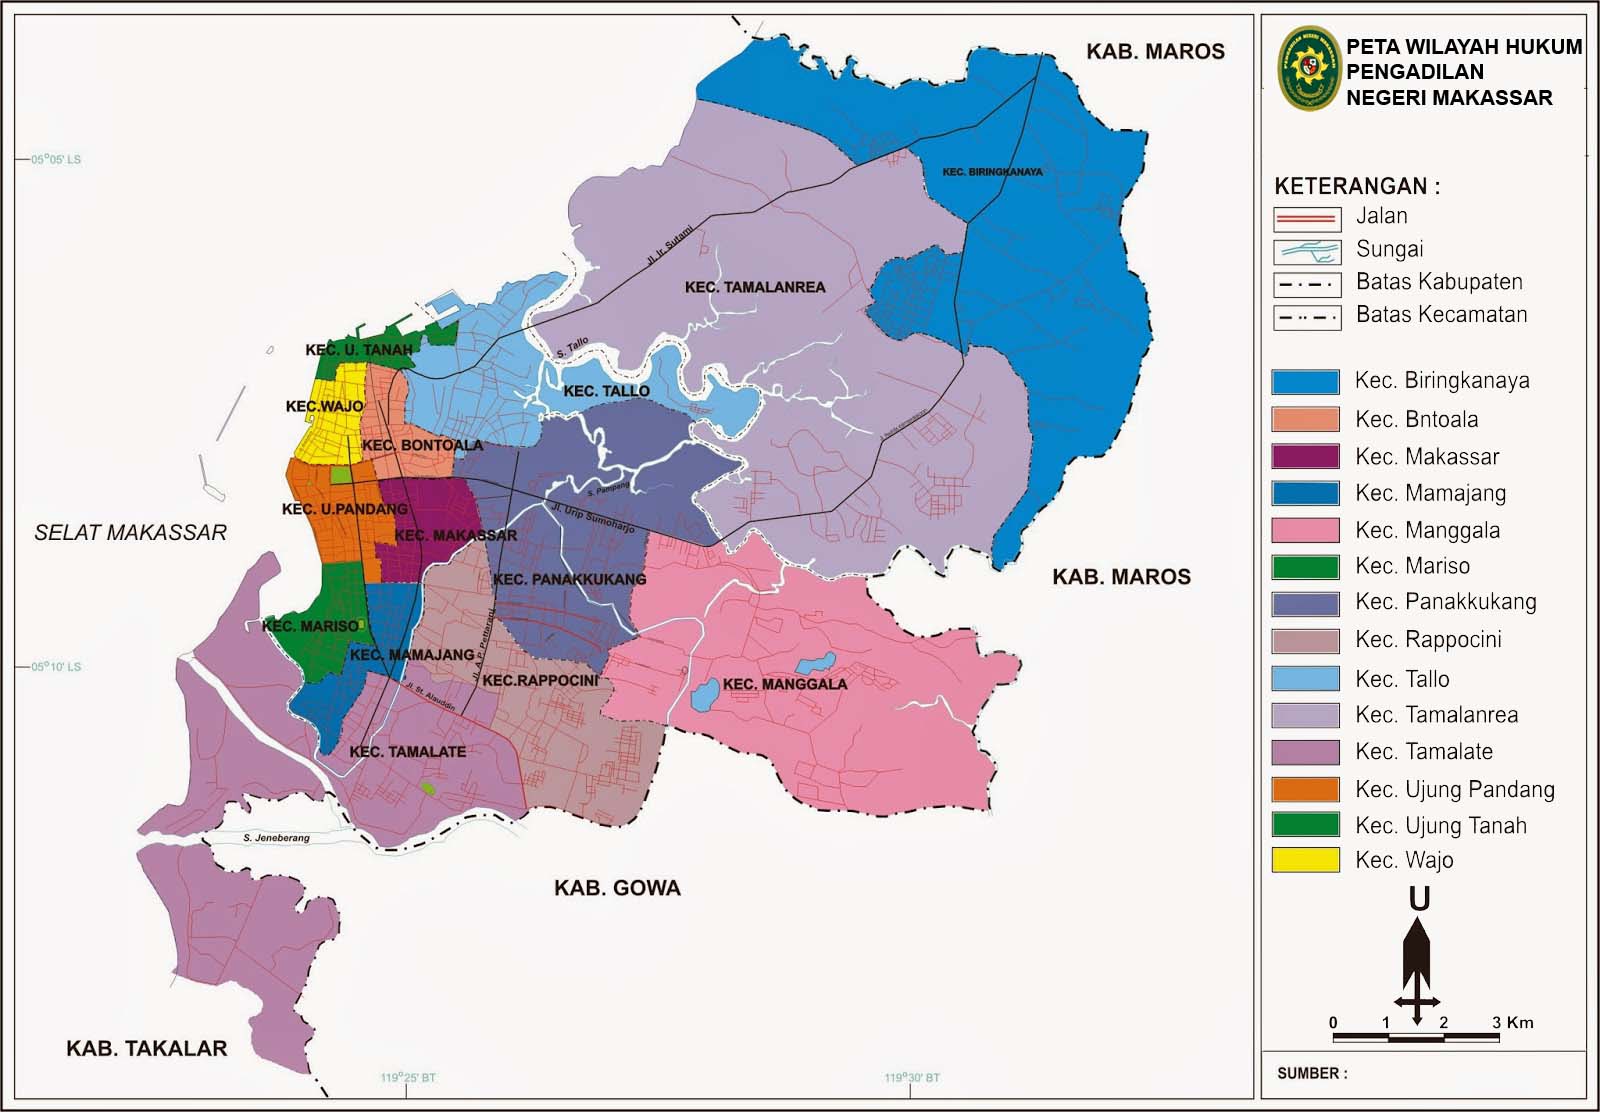 KAB. MAROS
05°05' LS
KEC. BIRINGKANAYA
Jl. Ir. Sutami
KEC. TAMALANREA
S. Tallo
KEC. U. TANAH
KEC. TALLO
KEC.WAJO
KEC. BONTOALA
S. Pampang
KEC. U.PANDANG
Jl. Urip Sumoharjo
SELAT MAKASSAR
KEC. MAKASSAR
KEC. PANAKKUKANG
KAB. MAROS
KEC. MARISO
Jl. A.P. Pettarani
KEC. MAMAJANG
05°10' LS
KEC.RAPPOCINI
KEC. MANGGALA
Jl. St. Alauddin
KEC. TAMALATE
S. Jeneberang
KAB. GOWA
KAB. TAKALAR
119°25' BT
119°30' BT
PETA WILAYAH HUKUM
PENGADILAN
NEGERI MAKASSAR
KETERANGAN :
Jalan
Sungai
Batas Kabupaten
Batas Kecamatan
Kec. Biringkanaya
Kec. Bntoala
Kec. Makassar
Kec. Mamajang
Kec. Manggala
Kec. Mariso
Kec. Panakkukang
Kec. Rappocini
Kec. Tallo
Kec. Tamalanrea
Kec. Tamalate
Kec. Ujung Pandang
Kec. Ujung Tanah
Kec. Wajo
U
0 1 2 3 Km
SUMBER :